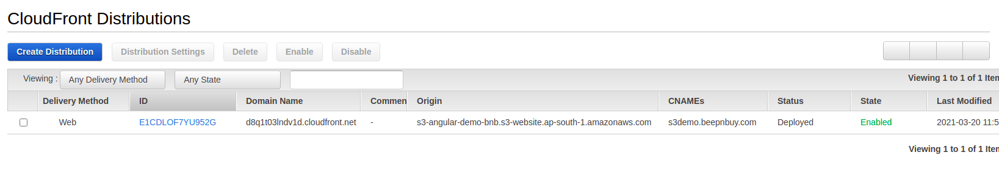 CloudFront Distributions
Create Distribution Distribution Settings Delete Enable Disable
Viewing : Any Delivery Method Any State Viewing 1 to 1 of 1 Item
Delivery Method ID Domain Name Commen Origin CNAMEs Status State Last Modified
Web E1CDLOF7YU952G d8q1t03lndv1d.cloudfront.net - s3-angular-demo-bnb.s3-website.ap-south-1.amazonaws.com s3demo.beepnbuy.com Deployed Enabled 2021-03-20 11:5
Viewing 1 to 1 of 1 Item